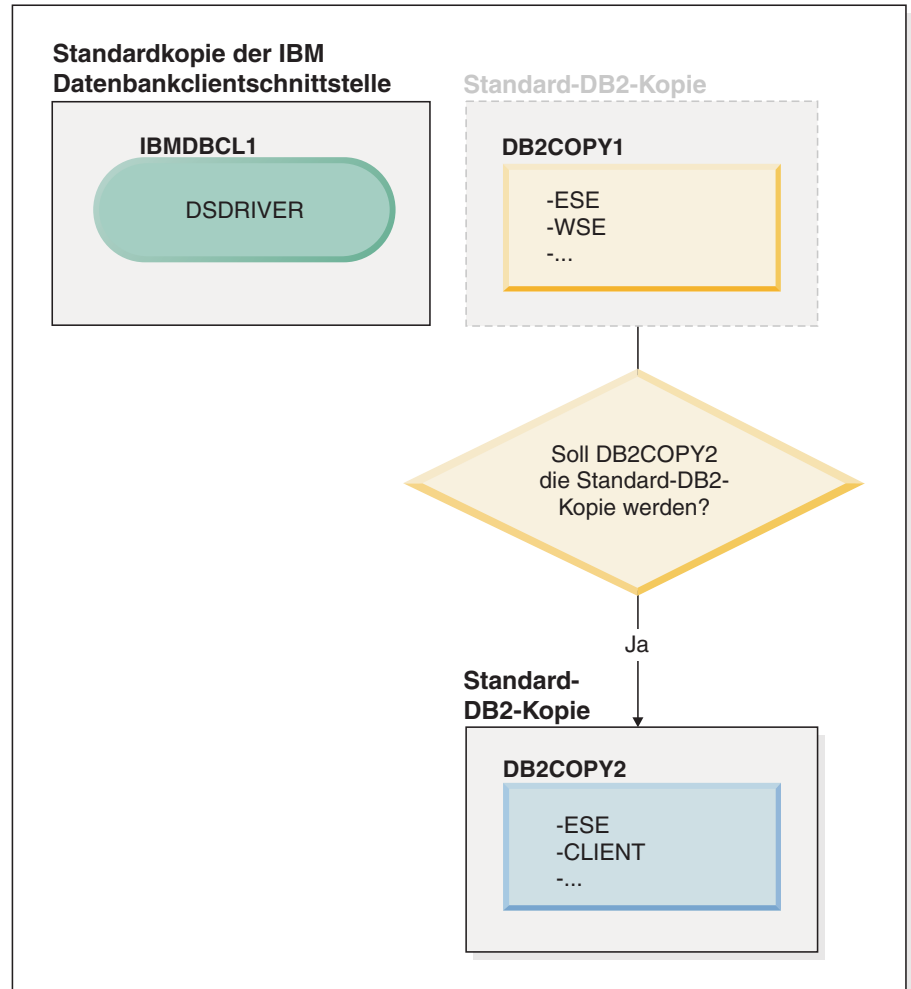 Standardkopie der IBM
Datenbankclientschnittstelle
IBMDBCL1
DSDRIVER
Standard-DB2-Kopie
DB2COPY1
-ESE
-WSE
-...
Soll DB2COPY2
die Standard-DB2-
Kopie werden?
Ja
Standard-
DB2-Kopie
DB2COPY2
-ESE
-CLIENT
-...